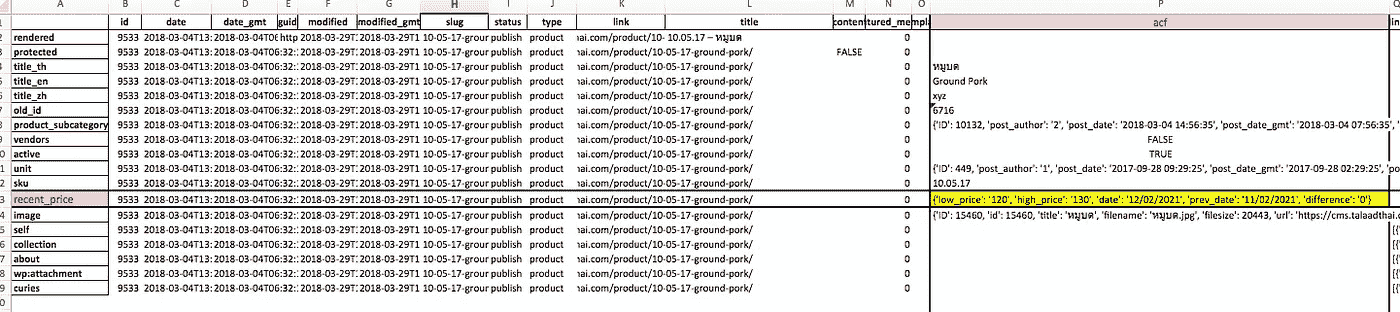 B C D E F G H I J K L M N O P
id date date_gmt guid modified modified_gmt slug status type link title conten tured_me mpl acf
rendered 9533 2018-03-04T13: 2018-03-04T06 http 2018-03-29T 2018-03-29T1 10-05-17-grour publish product ıai.com/product/10- 10.05.17 – หมูบด 0
protected 9533 2018-03-04T13: 2018-03-04T06:32:: 2018-03-29T: 2018-03-29T1 10-05-17-grour publish product ıai.com/product/10-05-17-ground-pork/ FALSE 0
title_th 9533 2018-03-04T13: 2018-03-04T06:32:: 2018-03-29T: 2018-03-29T1 10-05-17-grour publish product ıai.com/product/10-05-17-ground-pork/ 0 หมูบด
title_en 9533 2018-03-04T13: 2018-03-04T06:32:: 2018-03-29T: 2018-03-29T1 10-05-17-grour publish product ıai.com/product/10-05-17-ground-pork/ 0 Ground Pork
title_zh 9533 2018-03-04T13: 2018-03-04T06:32:: 2018-03-29T: 2018-03-29T1 10-05-17-grour publish product ıai.com/product/10-05-17-ground-pork/ 0 xyz
old_id 9533 2018-03-04T13: 2018-03-04T06:32:: 2018-03-29T: 2018-03-29T1 10-05-17-grour publish product ıai.com/product/10-05-17-ground-pork/ 0 6716
product_subcategory 9533 2018-03-04T13: 2018-03-04T06:32:: 2018-03-29T: 2018-03-29T1 10-05-17-grour publish product ıai.com/product/10-05-17-ground-pork/ 0 {'ID': 10132, 'post_author': '2', 'post_date': '2018-03-04 14:56:35', 'post_date_gmt': '2018-03-04 07:56:35',
vendors 9533 2018-03-04T13: 2018-03-04T06:32:: 2018-03-29T: 2018-03-29T1 10-05-17-grour publish product ıai.com/product/10-05-17-ground-pork/ 0 FALSE
active 9533 2018-03-04T13: 2018-03-04T06:32:: 2018-03-29T: 2018-03-29T1 10-05-17-grour publish product ıai.com/product/10-05-17-ground-pork/ 0 TRUE
unit 9533 2018-03-04T13: 2018-03-04T06:32:: 2018-03-29T: 2018-03-29T1 10-05-17-grour publish product ıai.com/product/10-05-17-ground-pork/ 0 {'ID': 449, 'post_author': '1', 'post_date': '2017-09-28 09:29:25', 'post_date_gmt': '2017-09-28 02:29:25', 'po
sku 9533 2018-03-04T13: 2018-03-04T06:32:: 2018-03-29T: 2018-03-29T1 10-05-17-grour publish product ıai.com/product/10-05-17-ground-pork/ 0 10.05.17
recent_price 9533 2018-03-04T13: 2018-03-04T06:32:: 2018-03-29T: 2018-03-29T1 10-05-17-grour publish product ıai.com/product/10-05-17-ground-pork/ 0 {'low_price': '120', 'high_price': '130', 'date': '12/02/2021', 'prev_date': '11/02/2021', 'difference': '0'}
image 9533 2018-03-04T13: 2018-03-04T06:32:: 2018-03-29T: 2018-03-29T1 10-05-17-grour publish product ıai.com/product/10-05-17-ground-pork/ 0 {'ID': 15460, 'id': 15460, 'title': 'หมูบด', 'filename': 'หมูบด.jpg', 'filesize': 20443, 'url': 'https://cms.talaadthai.c
self 9533 2018-03-04T13: 2018-03-04T06:32:: 2018-03-29T: 2018-03-29T1 10-05-17-grour publish product ıai.com/product/10-05-17-ground-pork/ 0 [{'
collection 9533 2018-03-04T13: 2018-03-04T06:32:: 2018-03-29T: 2018-03-29T1 10-05-17-grour publish product ıai.com/product/10-05-17-ground-pork/ 0 [{'
about 9533 2018-03-04T13: 2018-03-04T06:32:: 2018-03-29T: 2018-03-29T1 10-05-17-grour publish product ıai.com/product/10-05-17-ground-pork/ 0 [{'
wp:attachment 9533 2018-03-04T13: 2018-03-04T06:32:: 2018-03-29T: 2018-03-29T1 10-05-17-grour publish product ıai.com/product/10-05-17-ground-pork/ 0 [{'
curies 9533 2018-03-04T13: 2018-03-04T06:32:: 2018-03-29T: 2018-03-29T1 10-05-17-grour publish product ıai.com/product/10-05-17-ground-pork/ 0 [{'